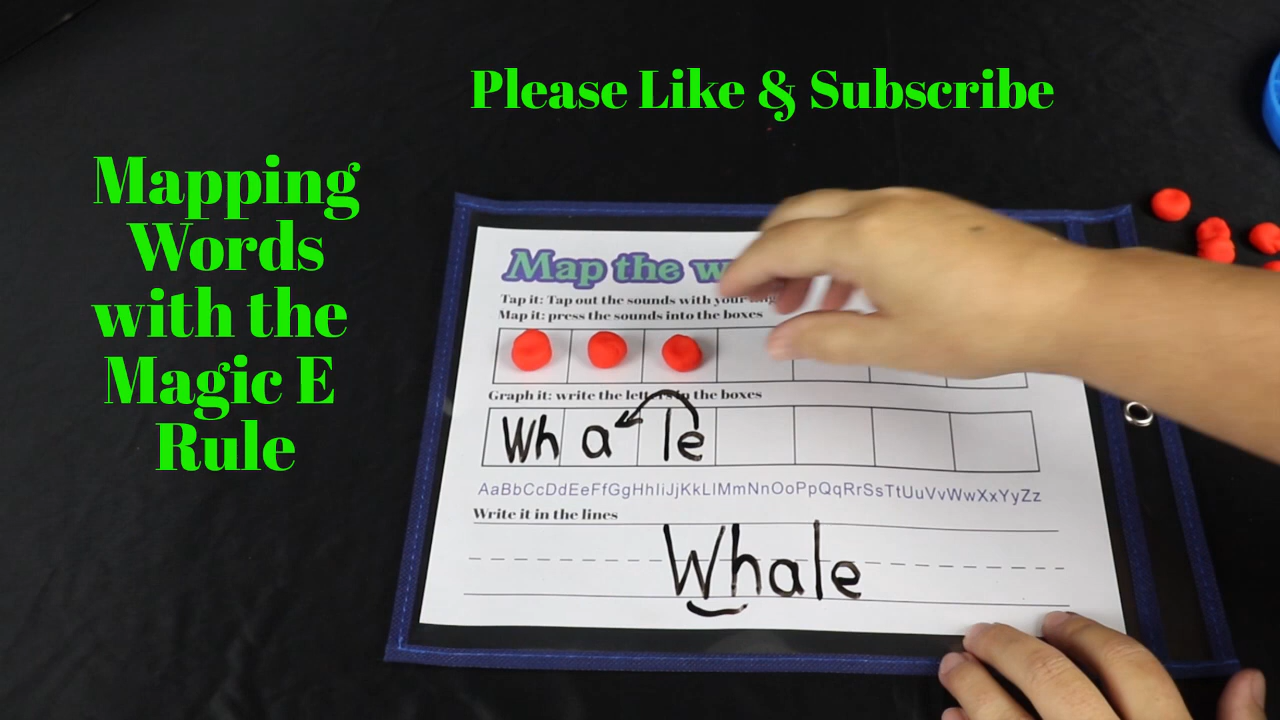 Please Like & Subscribe
Mapping
Words
with the
Magic E
Rule
Map the
Tap it: Tap out the sounds with your
Map it: press the sounds into the boxes
Graph it: write the letters in the boxes
Wh a le
AaBbCcDdEeFfGgHhIiJjKkLlMmNnOoPpQqRrSsTtUuVvWwXxYyZz
Write it in the lines
Whale